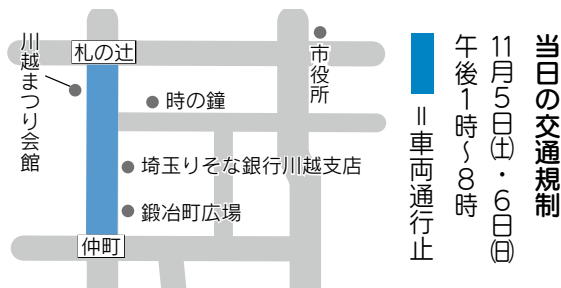 当日の交通規制
11月5日㈯・6日㈰
午後1時～8時
＝車両通行止
市役所
札の辻
川越まつり会館
時の鐘
埼玉りそな銀行川越支店
鍛冶町広場
仲町